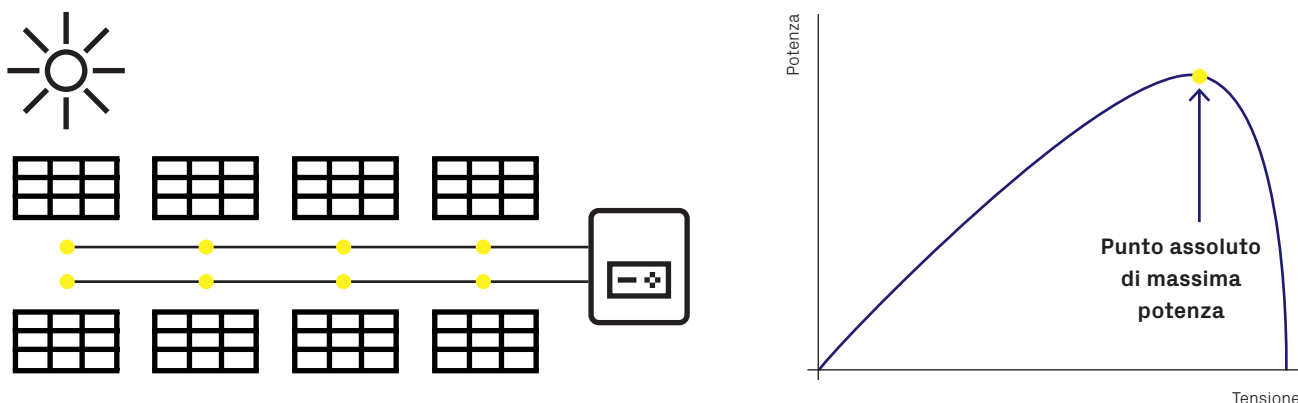 Potenza
Punto assoluto
di massima
potenza
Tensione